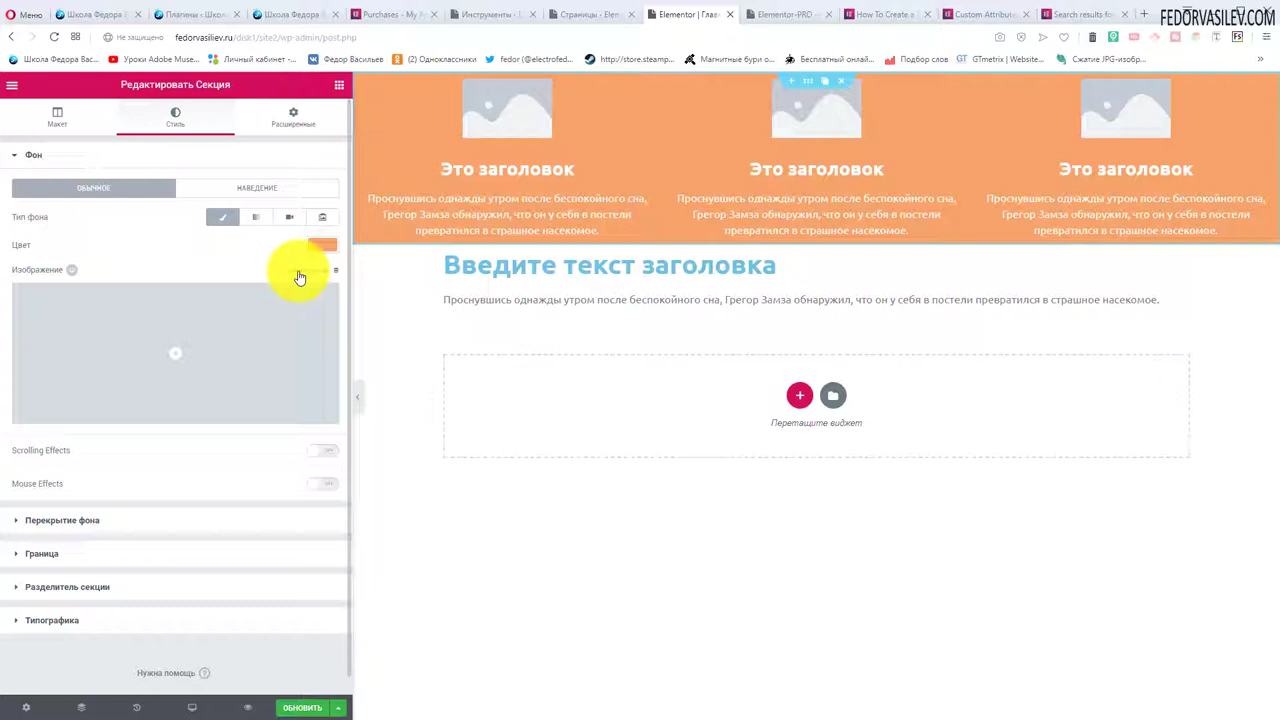 Меню
Школа Федора Е
Плагины ‹ Школ
Школа Федора Е
Purchases - My Ap
Инструменты ‹ S
Страницы ‹ Elem
Elementor | Глав
Elementor-PRO —
How To Create a
Custom Attribute
Search results fo
FEDORVASILEV.COM
Не защищено
fedorvasiliev.ru/disk1/site2/wp-admin/post.php
Школа Федора Вас...
Уроки Adobe Muse...
Личный кабинет -...
Федор Васильев
(2) Одноклассники
fedor (@electrofed...
http://store.steamp...
Магнитные бури о...
Бесплатный онлай...
Подбор слов
GTmetrix | Website...
Сжатие JPG-изобр...
Редактировать Секция
Макет
Стиль
Расширенные
Фон
ОБЫЧНОЕ
НАВЕДЕНИЕ
Тип фона
Цвет
Изображение
Scrolling Effects
OFF
Mouse Effects
OFF
Перекрытие фона
Граница
Разделитель секции
Типографика
Нужна помощь
ОБНОВИТЬ
Это заголовок
Проснувшись однажды утром после беспокойного сна,
Грегор Замза обнаружил, что он у себя в постели
превратился в страшное насекомое.
Это заголовок
Проснувшись однажды утром после беспокойного сна,
Грегор Замза обнаружил, что он у себя в постели
превратился в страшное насекомое.
Это заголовок
Проснувшись однажды утром после беспокойного сна,
Грегор Замза обнаружил, что он у себя в постели
превратился в страшное насекомое.
Введите текст заголовка
Проснувшись однажды утром после беспокойного сна, Грегор Замза обнаружил, что он у себя в постели превратился в страшное насекомое.
Перетащите виджет